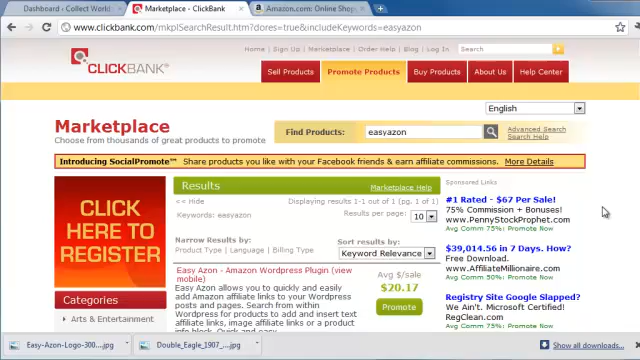 Dashboard - Collect World
Marketplace - ClickBank
Amazon.com: Online Shop
www.clickbank.com/mkplSearchResult.htm?dores=true&includeKeywords=easyazon
Home | Sign Up | Marketplace | Order Help | Blog | Log In
Search
CLICKBANK
Sell Products
Promote Products
Buy Products
About Us
Help Center
English
Marketplace
Choose from thousands of great products to promote
Find Products:
easyazon
Advanced Search
Search Help
Introducing SocialPromote™ Share products you like with your Facebook friends & earn affiliate commissions. More Details
CLICK
HERE TO
REGISTER
Categories
Arts & Entertainment
Results
Marketplace Help
<< Hide
Displaying results 1-1 out of 1 (pg. 1 of 1)
Keywords: easyazon
Results per page: 10
Narrow Results by:
Product Type | Language | Billing Type
Sort results by:
Keyword Relevance
Easy Azon - Amazon Wordpress Plugin (view
mobile)
Easy Azon allows you to quickly and easily
add Amazon affiliate links to your Wordpress
posts and pages. Search from within
Wordpress for products to add and insert text
affiliate links, image affiliate links or a product
Avg $/sale
$20.17
Promote
Sponsored Links
#1 Rated - $67 Per Sale!
75% Commission + Bonuses!
www.PennyStockProphet.com
Avg Comm 75%: Promote Now
$39,014.56 in 7 Days. How?
Free Download.
www.AffiliateMillionaire.com
Avg Comm 58%: Promote Now
Registry Site Google Slapped?
We Ain't. Microsoft Certified.
RegClean.com
Avg Comm 75%: Promote Now
Easy-Azon-Logo-300....jpg
Double_Eagle_1907_....jpg
Show all downloads...